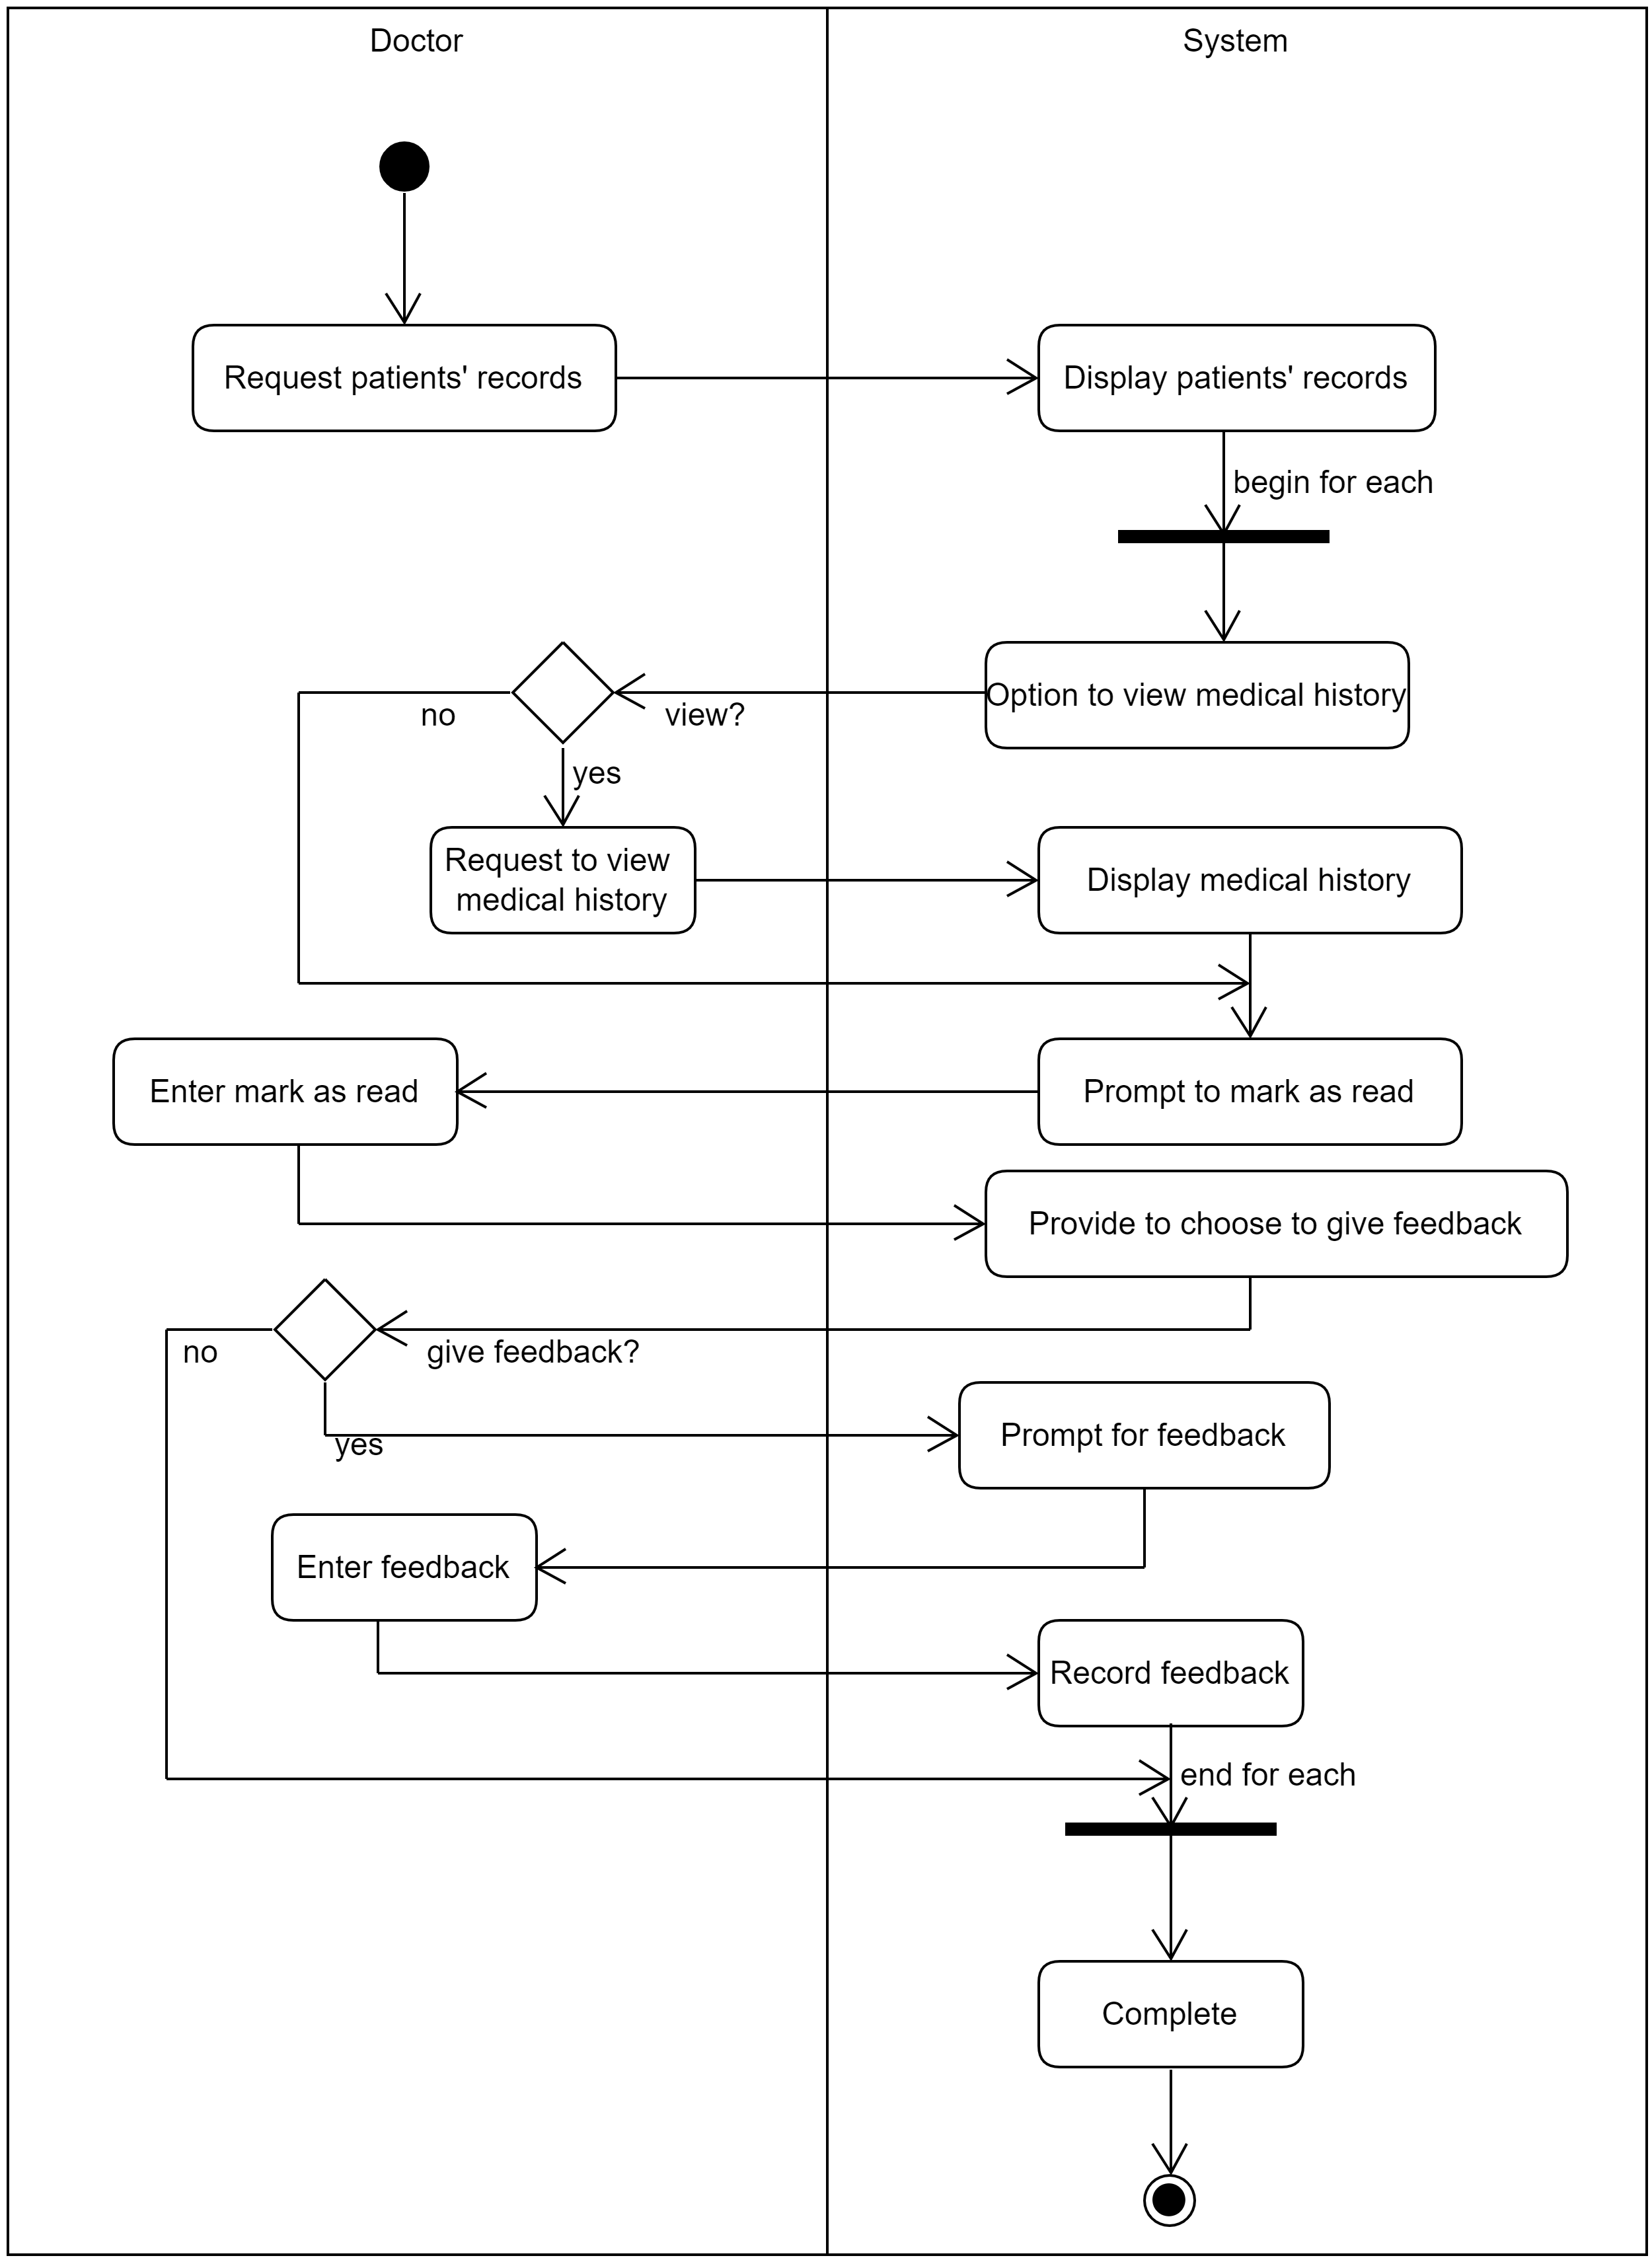 Doctor
System
Request patients' records
Display patients' records
begin for each
Option to view medical history
no
view?
yes
Request to view
medical history
Display medical history
Enter mark as read
Prompt to mark as read
Provide to choose to give feedback
no
give feedback?
yes
Prompt for feedback
Enter feedback
Record feedback
end for each
Complete